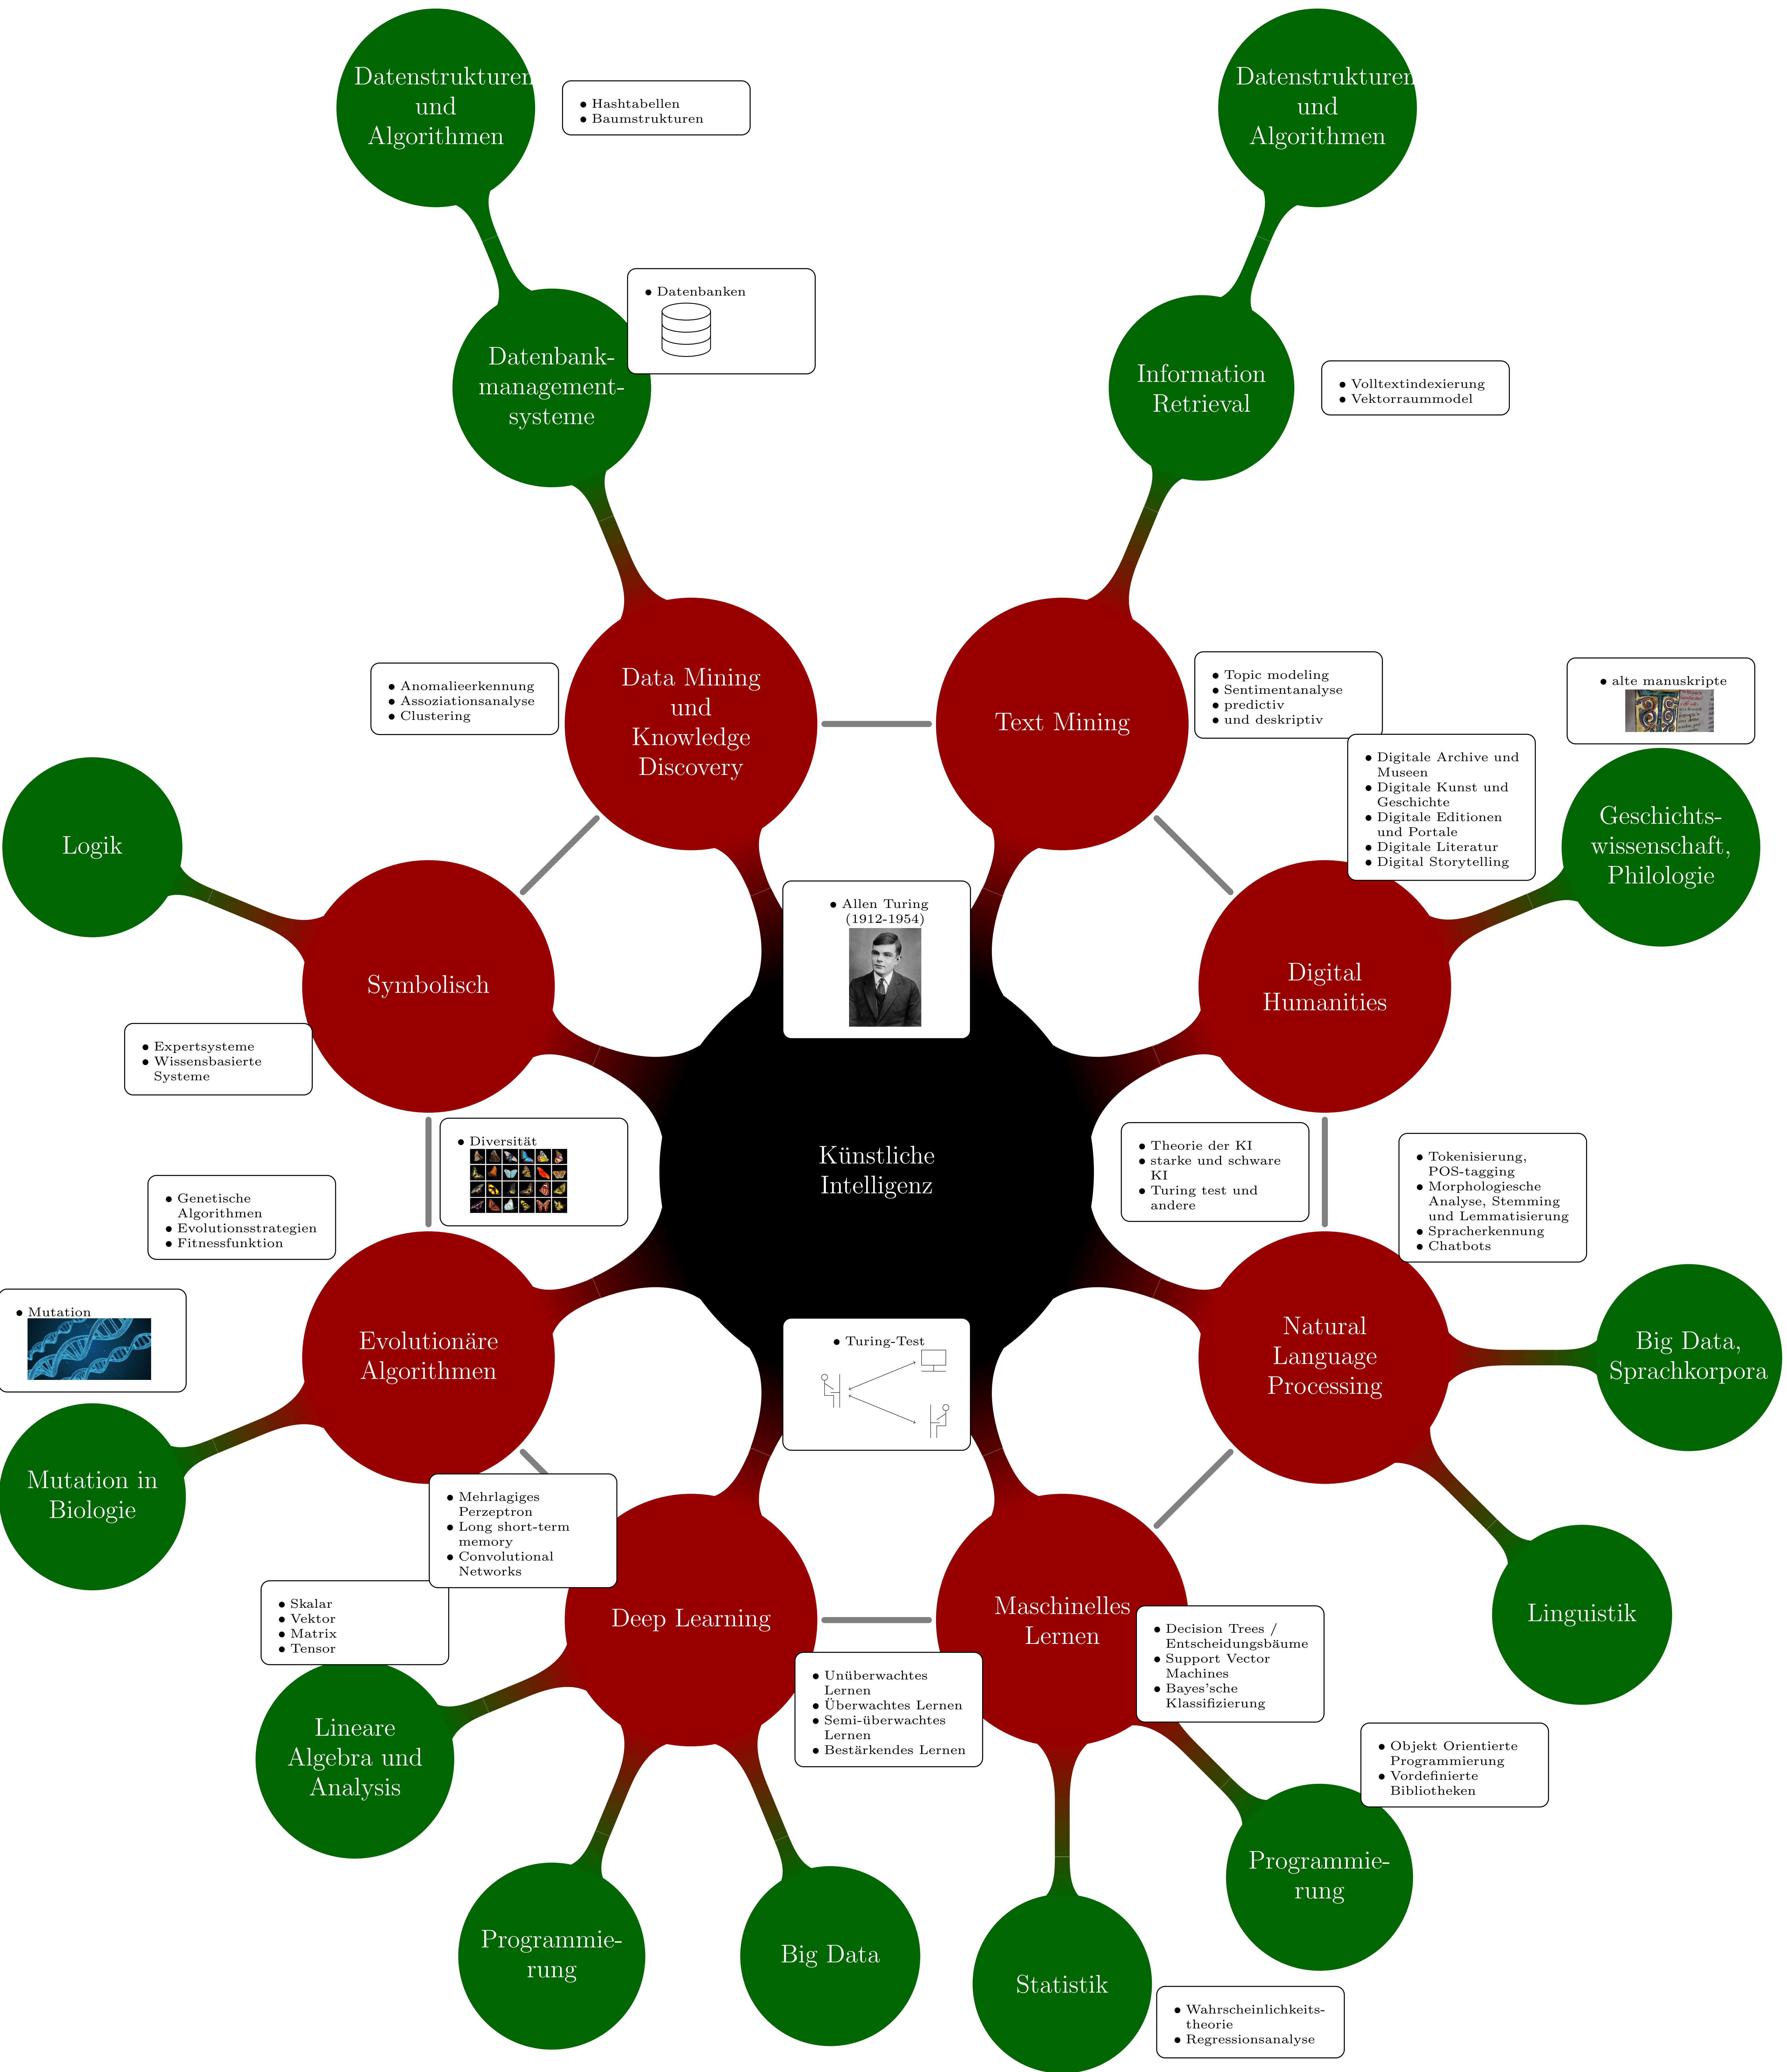 Datenstrukturen
und
Algorithmen
• Hashtabellen
• Baumstrukturen
Datenstrukturen
und
Algorithmen
• Datenbanken
Datenbank-
management-
systeme
Information
Retrieval
• Volltextindexierung
• Vektorraummodel
• Anomalieerkennung
• Assoziationsanalyse
• Clustering
Data Mining
und
Knowledge
Discovery
Text Mining
• Topic modeling
• Sentimentanalyse
• predictiv
• und deskriptiv
• alte manuskripte
• Digitale Archive und
Museen
• Digitale Kunst und
Geschichte
• Digitale Editionen
und Portale
• Digitale Literatur
• Digital Storytelling
Geschichts-
wissenschaft,
Philologie
Logik
• Allen Turing
(1912-1954)
Symbolisch
Digital
Humanities
• Expertsysteme
• Wissensbasierte
Systeme
• Diversität
Künstliche
Intelligenz
• Theorie der KI
• starke und schware
KI
• Turing test und
andere
• Tokenisierung,
POS-tagging
• Morphologiesche
Analyse, Stemming
und Lemmatisierung
• Spracherkennung
• Chatbots
• Genetische
Algorithmen
• Evolutionsstrategien
• Fitnessfunktion
• Mutation
Evolutionäre
Algorithmen
• Turing-Test
Natural
Language
Processing
Big Data,
Sprachkorpora
Mutation in
Biologie
• Mehrlagiges
Perzeptron
• Long short-term
memory
• Convolutional
Networks
• Skalar
• Vektor
• Matrix
• Tensor
Deep Learning
Maschinelles
Lernen
• Decision Trees /
Entscheidungsbäume
• Support Vector
Machines
• Bayes'sche
Klassifizierung
Linguistik
• Unüberwachtes
Lernen
• Überwachtes Lernen
• Semi-überwachtes
Lernen
• Bestärkendes Lernen
Lineare
Algebra und
Analysis
• Objekt Orientierte
Programmierung
• Vordefinierte
Bibliotheken
Programmie-
rung
Programmie-
rung
Big Data
Statistik
• Wahrscheinlichkeits-
theorie
• Regressionsanalyse